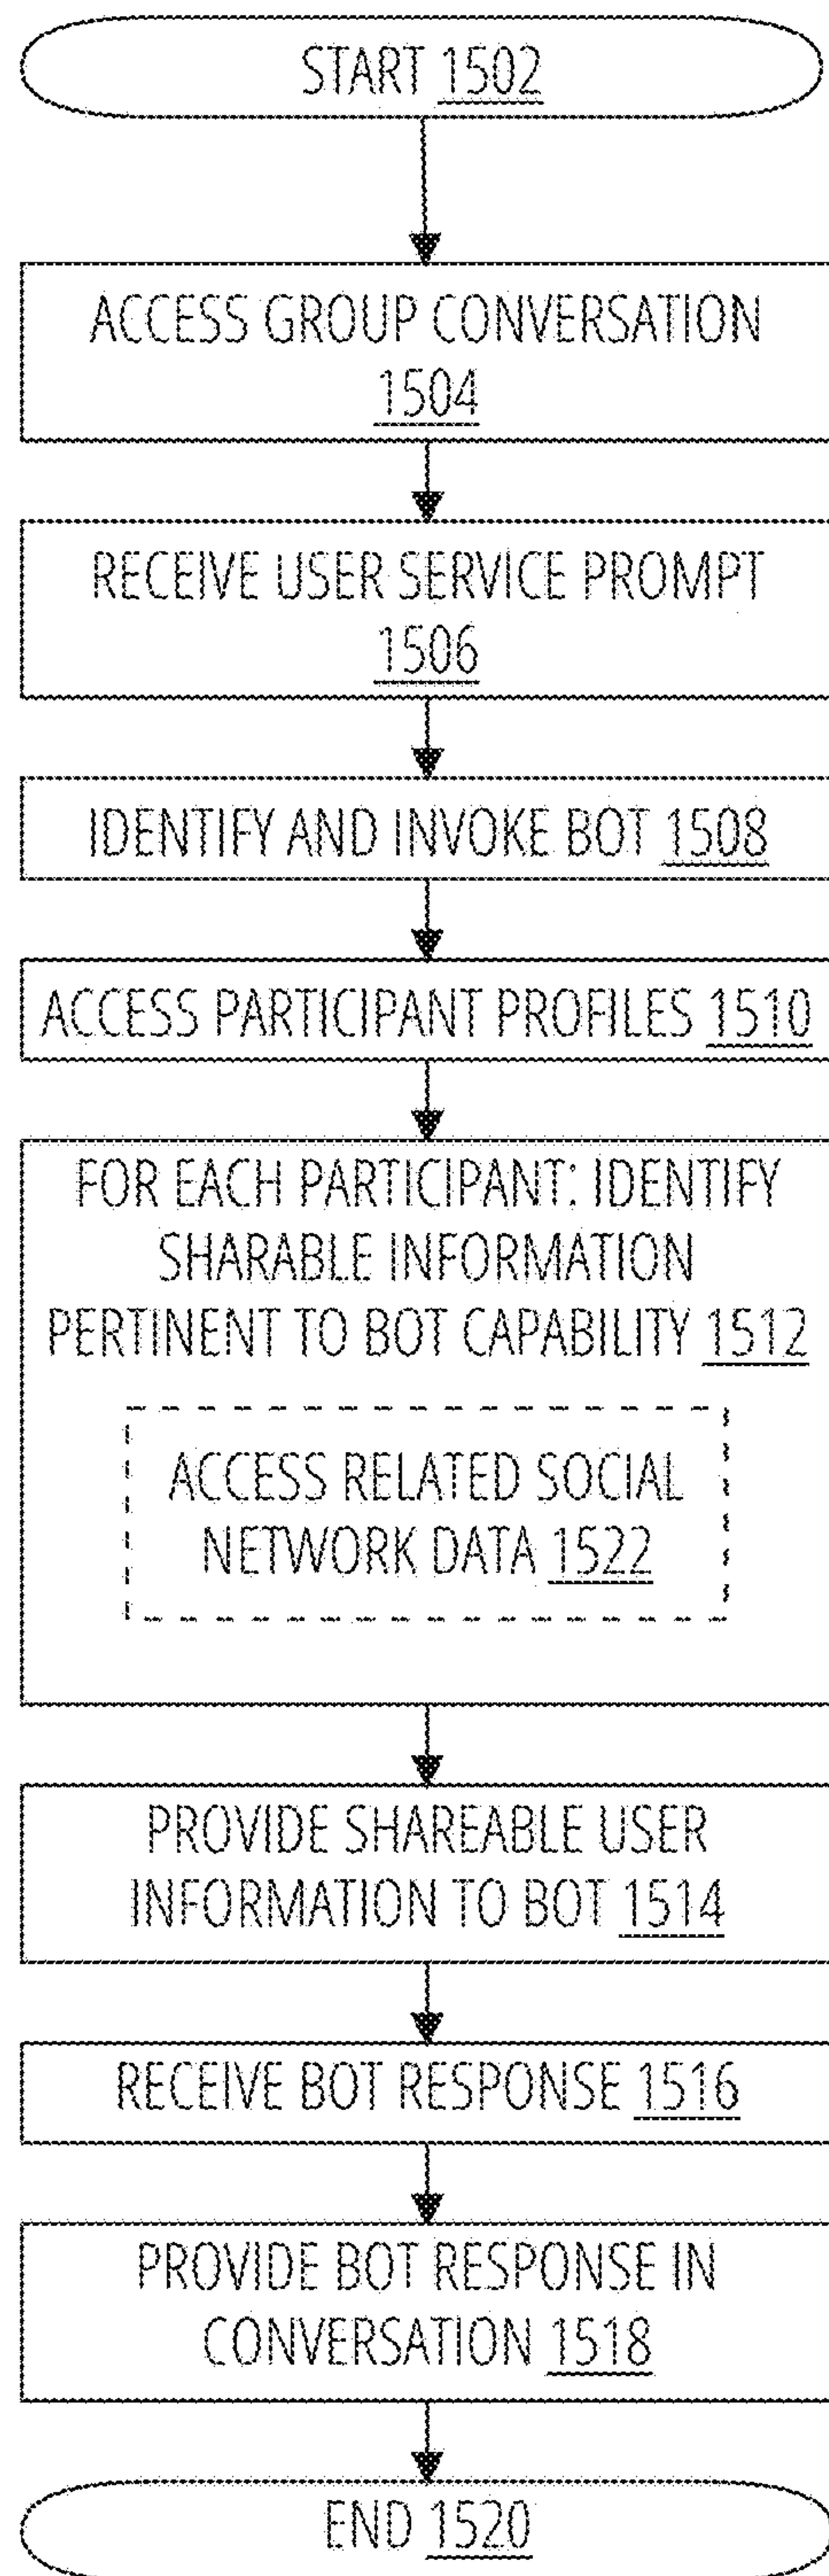 START 1502
ACCESS GROUP CONVERSATION
1504
RECEIVE USER SERVICE PROMPT
1506
IDENTIFY AND INVOKE BOT 1508
ACCESS PARTICIPANT PROFILES 1510
FOR EACH PARTICIPANT: IDENTIFY
SHARABLE INFORMATION
PERTINENT TO BOT CAPABILITY 1512
ACCESS RELATED SOCIAL
NETWORK DATA 1522
PROVIDE SHAREABLE USER
INFORMATION TO BOT 1514
RECEIVE BOT RESPONSE 1516
PROVIDE BOT RESPONSE IN
CONVERSATION 1518
END 1520